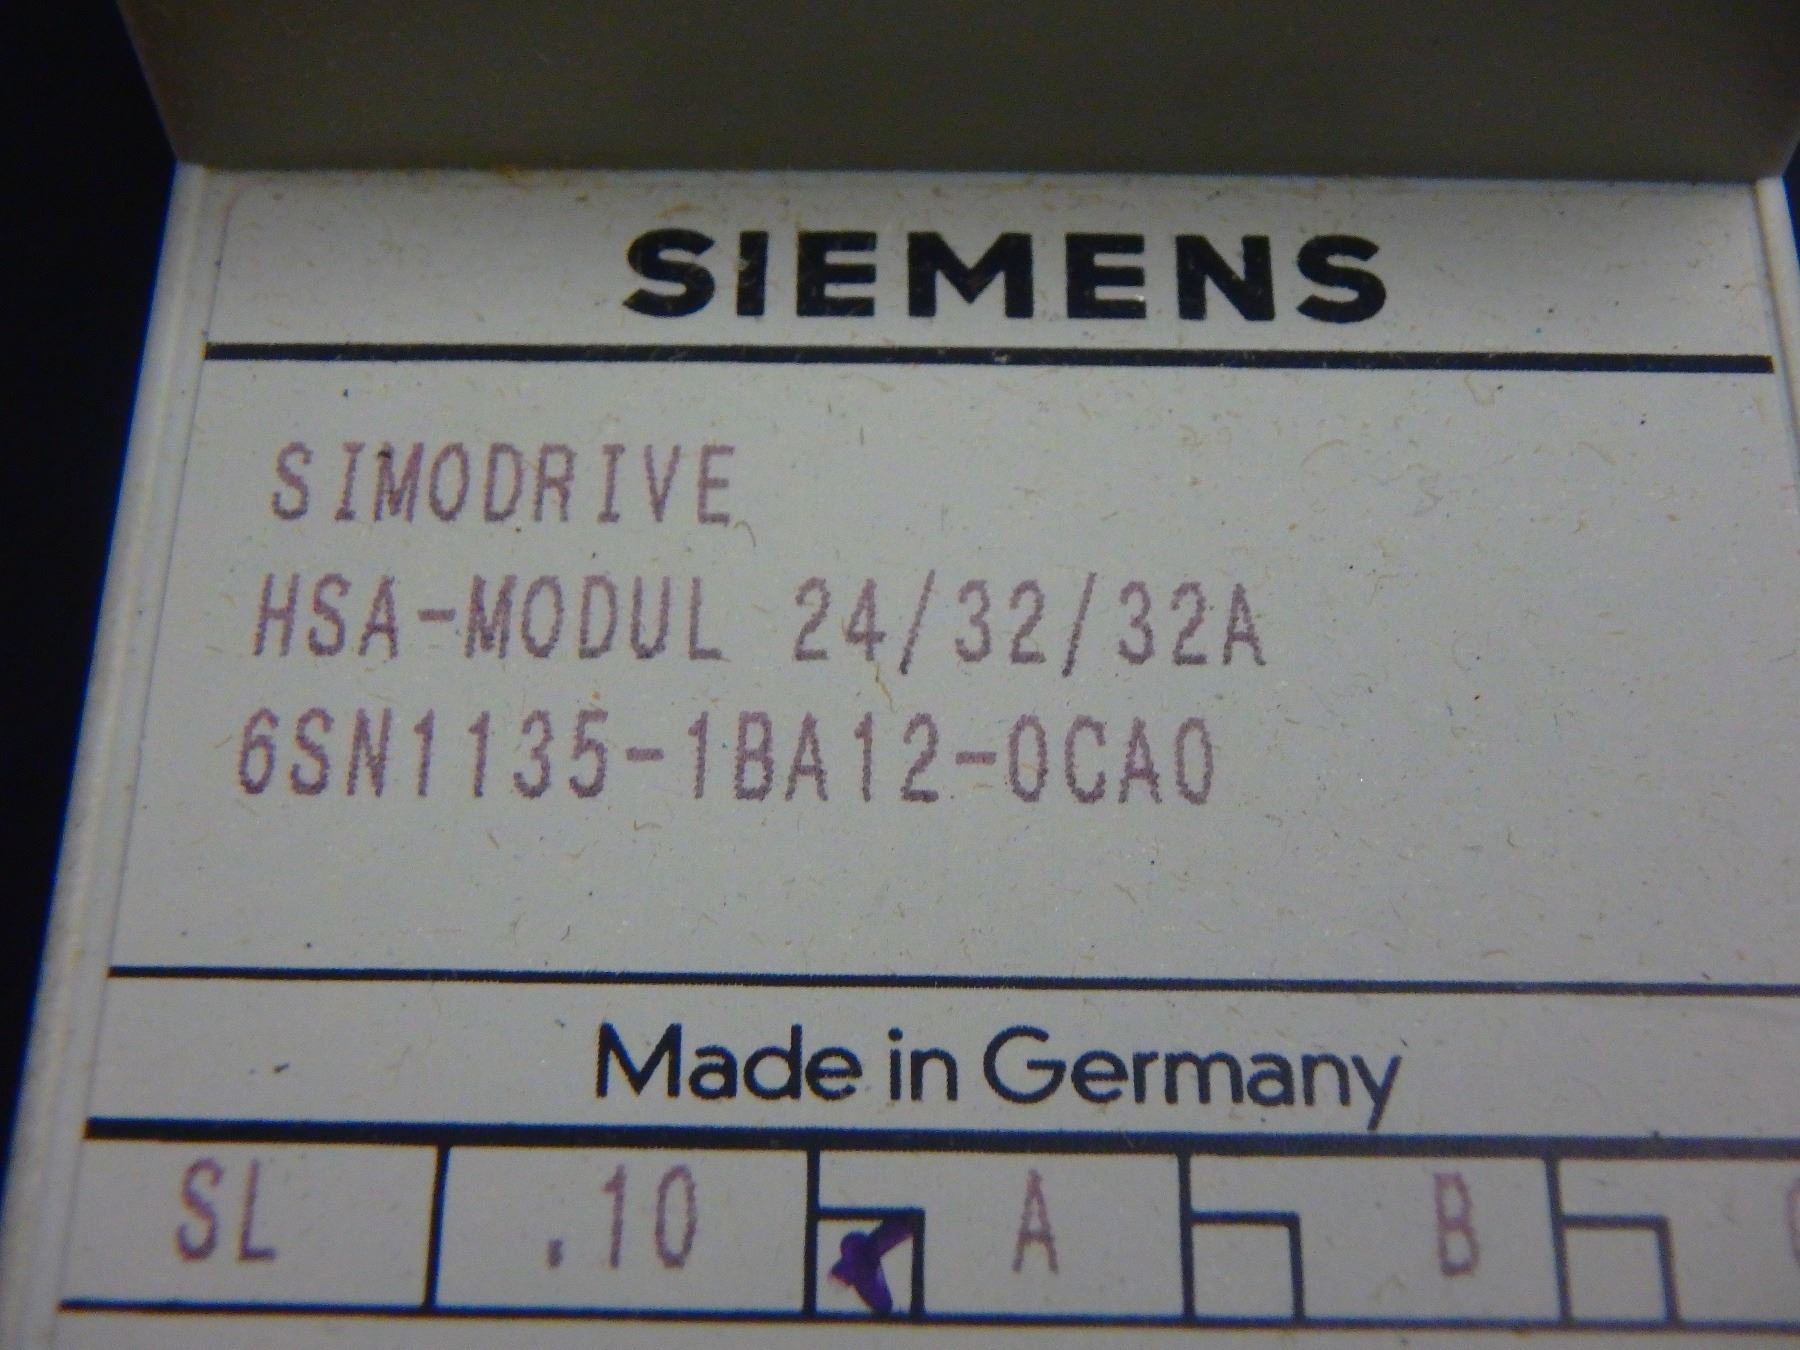 SIEMENS
SIMODRIVE
HSA-MODUL 24/32/32A
6SN1135-1BA12-0CA0
Made in Germany
SL .10 A B